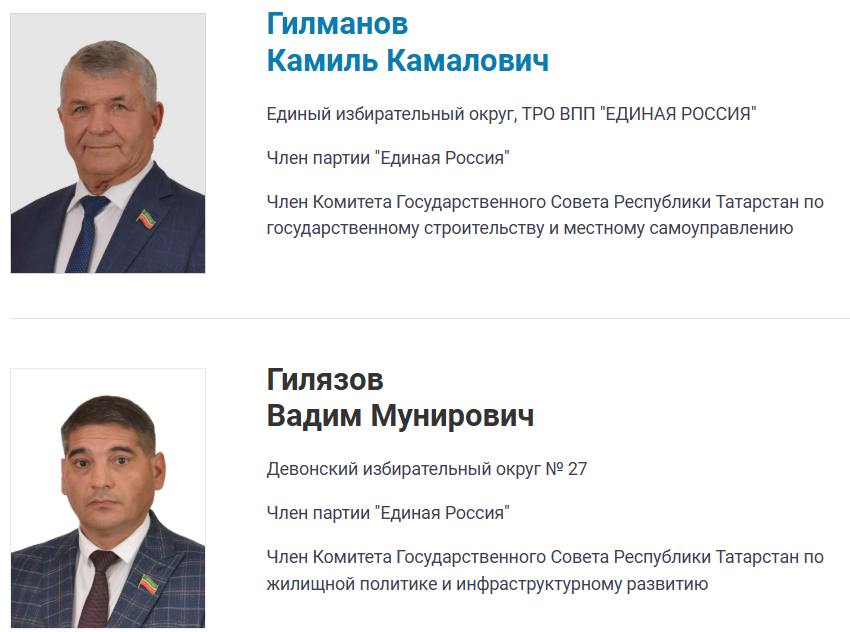 Гилманов
Камиль Камалович
Единый избирательный округ, ТРО ВПП "ЕДИНАЯ РОССИЯ"
Член партии "Единая Россия"
Член Комитета Государственного Совета Республики Татарстан по
государственному строительству и местному самоуправлению
Гилязов
Вадим Мунирович
Девонский избирательный округ № 27
Член партии "Единая Россия"
Член Комитета Государственного Совета Республики Татарстан по
жилищной политике и инфраструктурному развитию